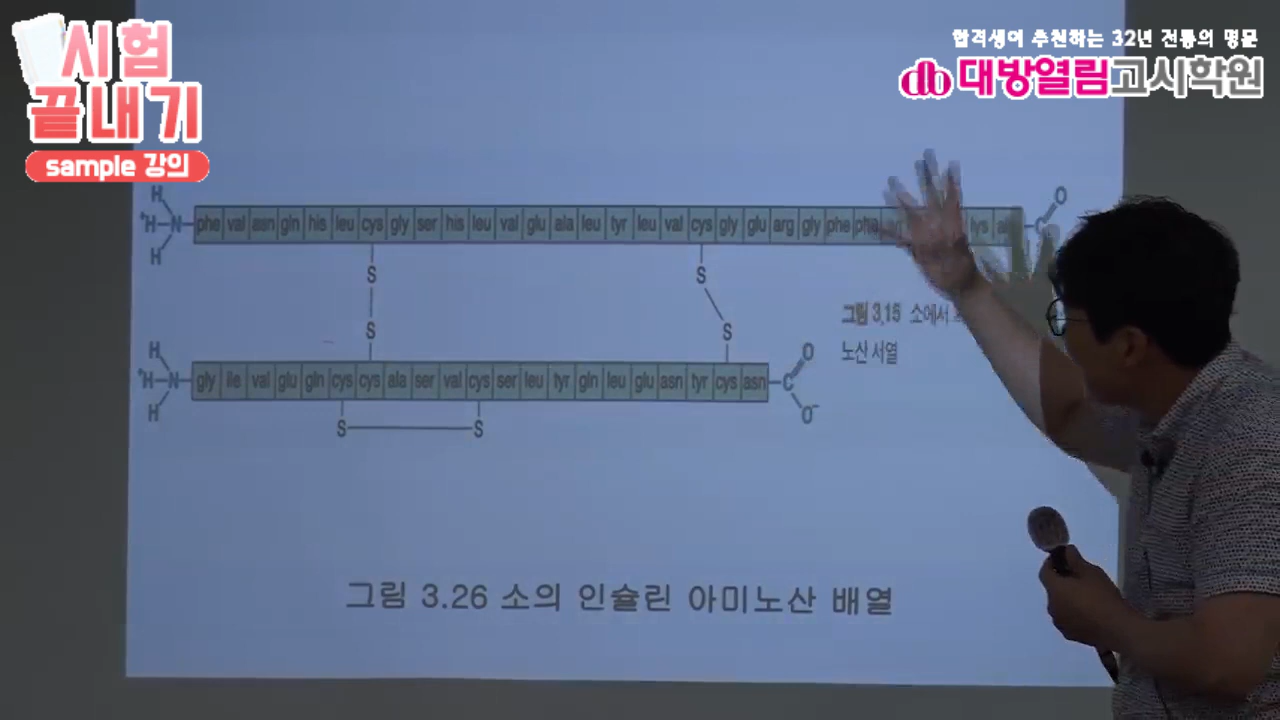 시험
끝내기
sample 강의
합격생이 추천하는 32년 전통의 명문
대방열림고시학원
H
H N phe val asn gln his leu cys gly ser his leu val glu ala leu tyr leu val cys gly glu arg gly phe phe lys C O
H
S S
S S
그림 3.15 소에서
노산 서열
H
H N gly ile val glu gln cys cys ala ser val cys ser leu tyr gln leu glu asn tyr cys asn C O
H O-
S S
그림 3.26 소의 인슐린 아미노산 배열